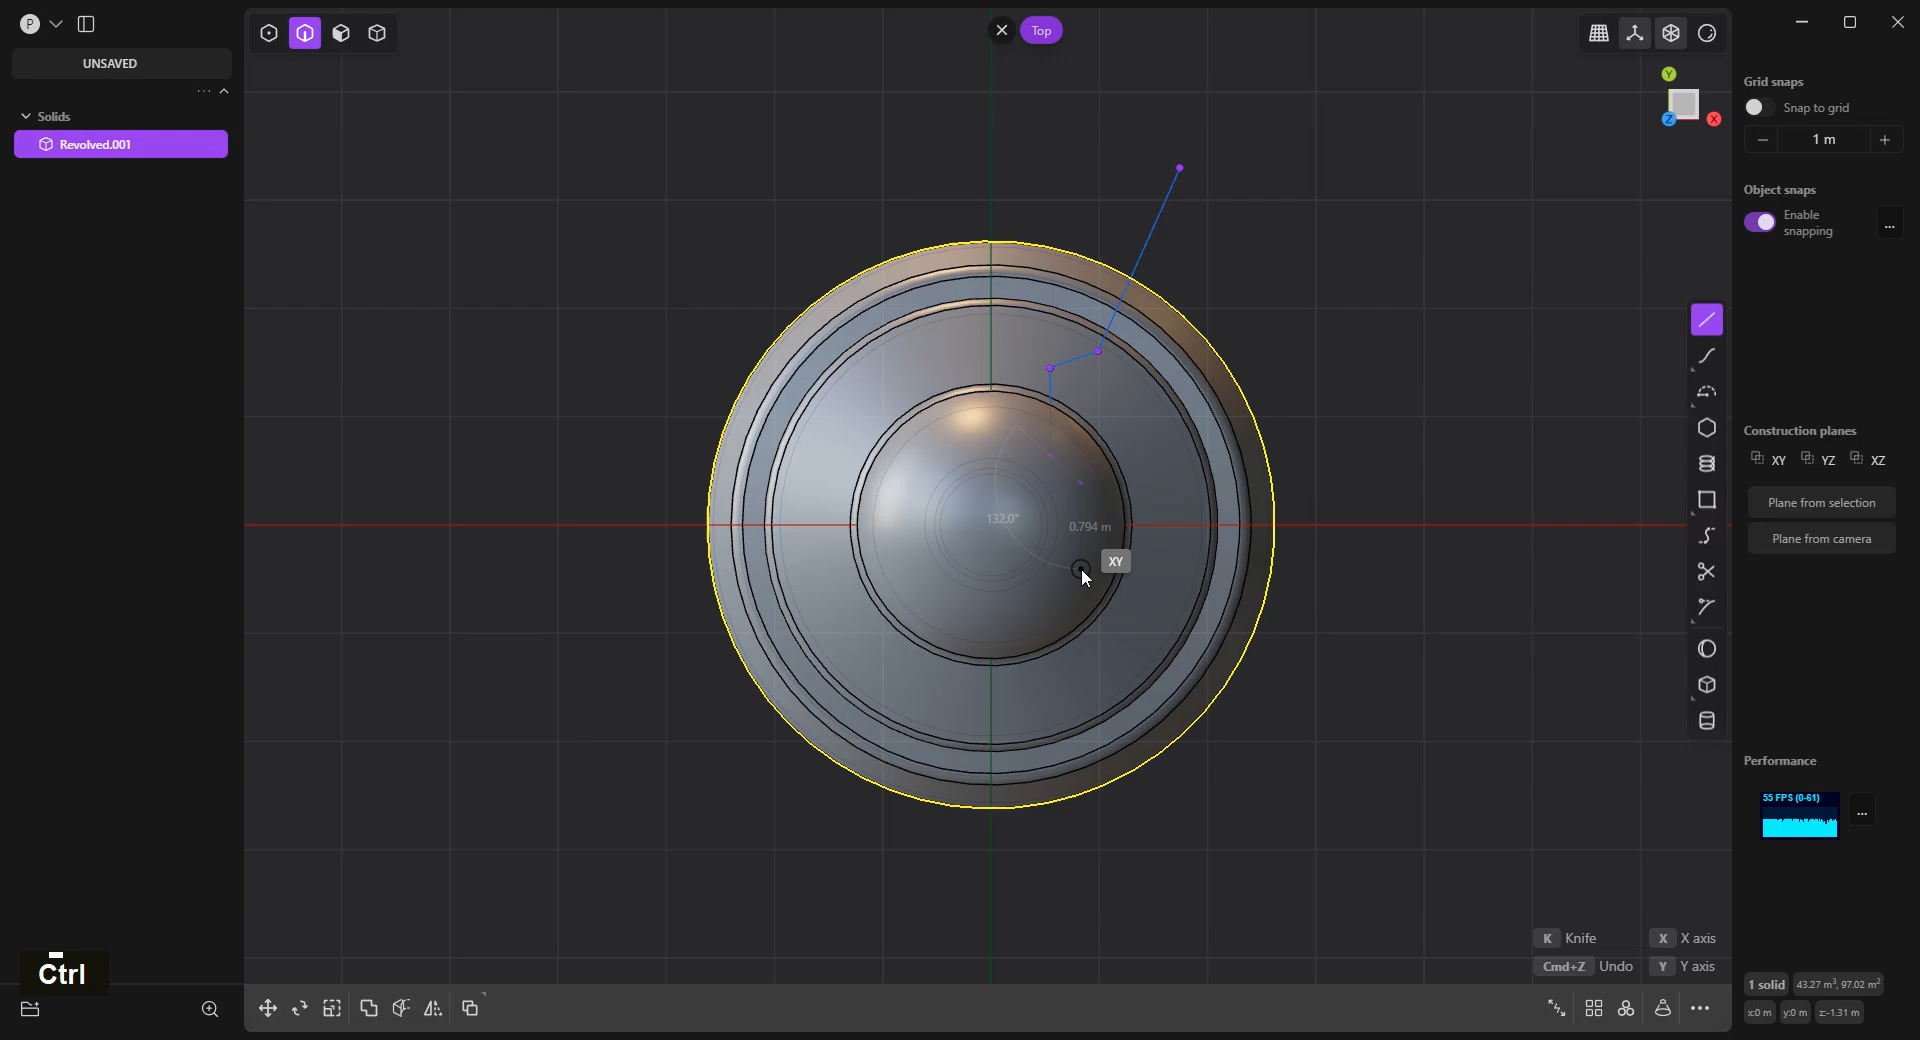 P
UNSAVED
Solids
Revolved.001
Top
Y
Z
X
Grid snaps
Snap to grid
1 m
Object snaps
Enable
snapping
...
Construction planes
XY
YZ
XZ
Plane from selection
Plane from camera
132.0°
0.794 m
XY
Performance
55 FPS (0-61)
...
K Knife
X X axis
Cmd+Z Undo
Y Y axis
Ctrl
1 solid 43.27 m³, 97.02 m²
x:0 m y:0 m z:-1.31 m